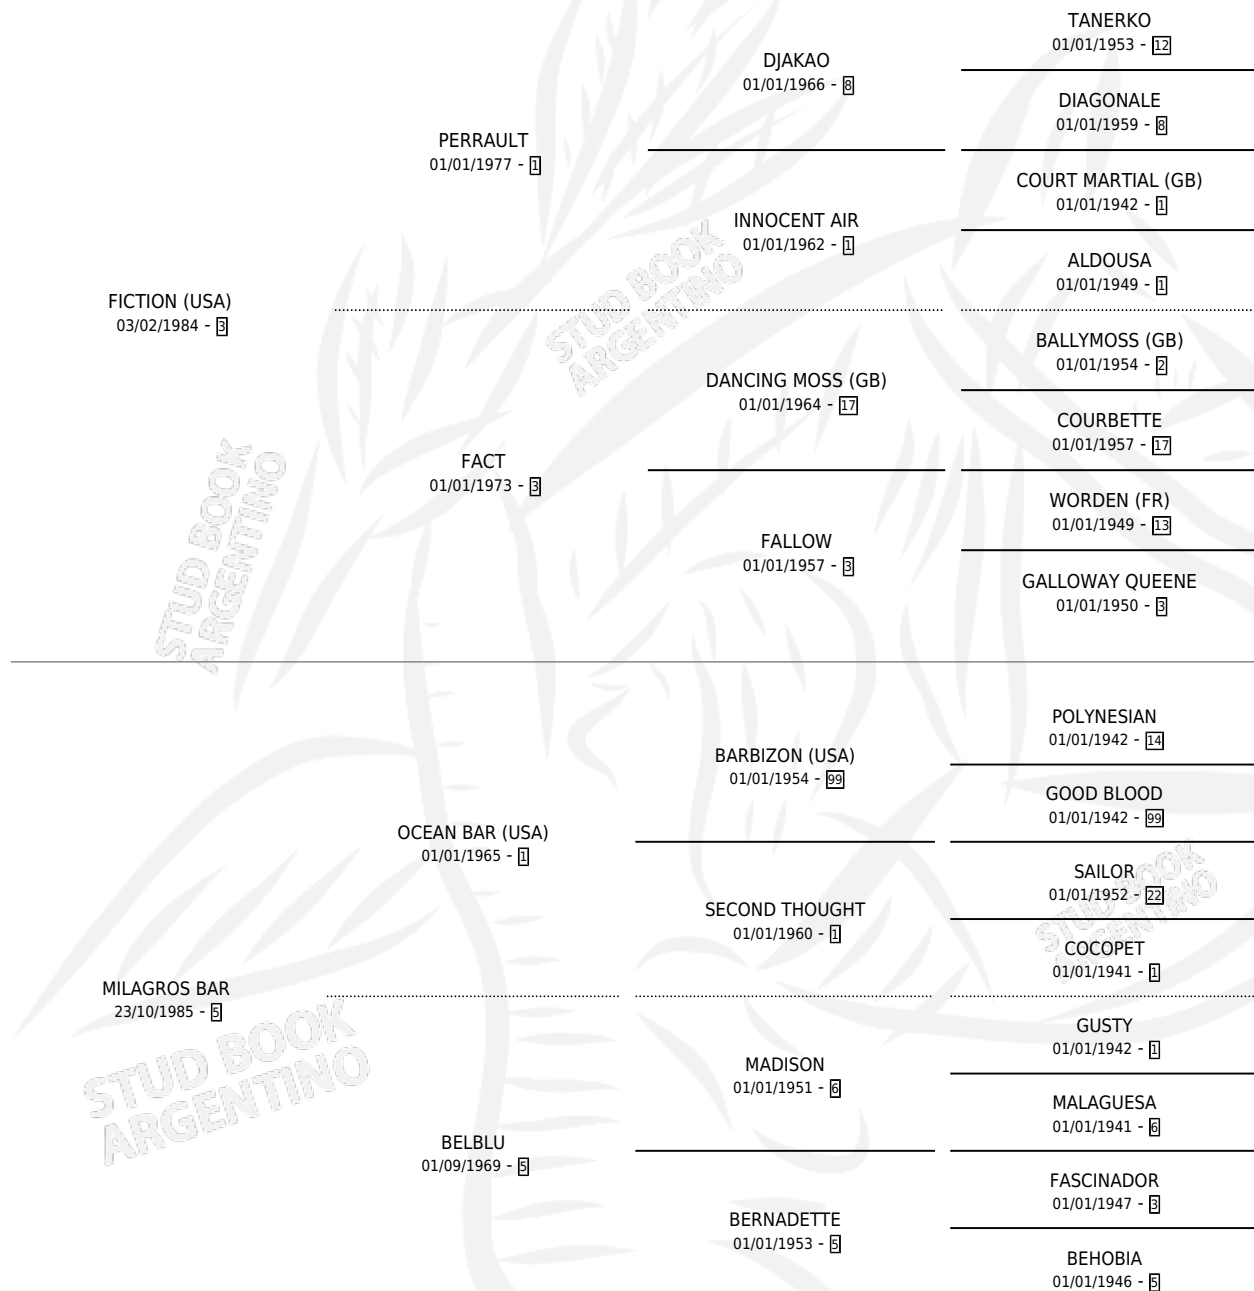 TANERKO
01/01/1953 - 12
DJAKAO
01/01/1966 - 8
DIAGONALE
01/01/1959 - 8
PERRAULT
01/01/1977 - 1
COURT MARTIAL (GB)
01/01/1942 - 1
INNOCENT AIR
01/01/1962 - 1
ALDOUSA
01/01/1949 - 1
FICTION (USA)
03/02/1984 - 3
STUD BOOK
ARGENTINO
BALLYMOSS (GB)
01/01/1954 - 2
DANCING MOSS (GB)
01/01/1964 - 17
COURBETTE
01/01/1957 - 17
FACT
01/01/1973 - 3
WORDEN (FR)
01/01/1949 - 13
FALLOW
01/01/1957 - 3
GALLOWAY QUEENE
01/01/1950 - 3
STUD BOOK
ARGENTINO
POLYNESIAN
01/01/1942 - 14
BARBIZON (USA)
01/01/1954 - 99
GOOD BLOOD
01/01/1942 - 99
OCEAN BAR (USA)
01/01/1965 - 1
SAILOR
01/01/1952 - 22
SECOND THOUGHT
01/01/1960 - 1
STUD BOOK
ARGENTINO
COCOPET
01/01/1941 - 1
MILAGROS BAR
23/10/1985 - 5
STUD BOOK
ARGENTINO
GUSTY
01/01/1942 - 1
MADISON
01/01/1951 - 6
MALAGUESA
01/01/1941 - 6
BELBLU
01/09/1969 - 5
FASCINADOR
01/01/1947 - 3
BERNADETTE
01/01/1953 - 5
BEHOBIA
01/01/1946 - 5